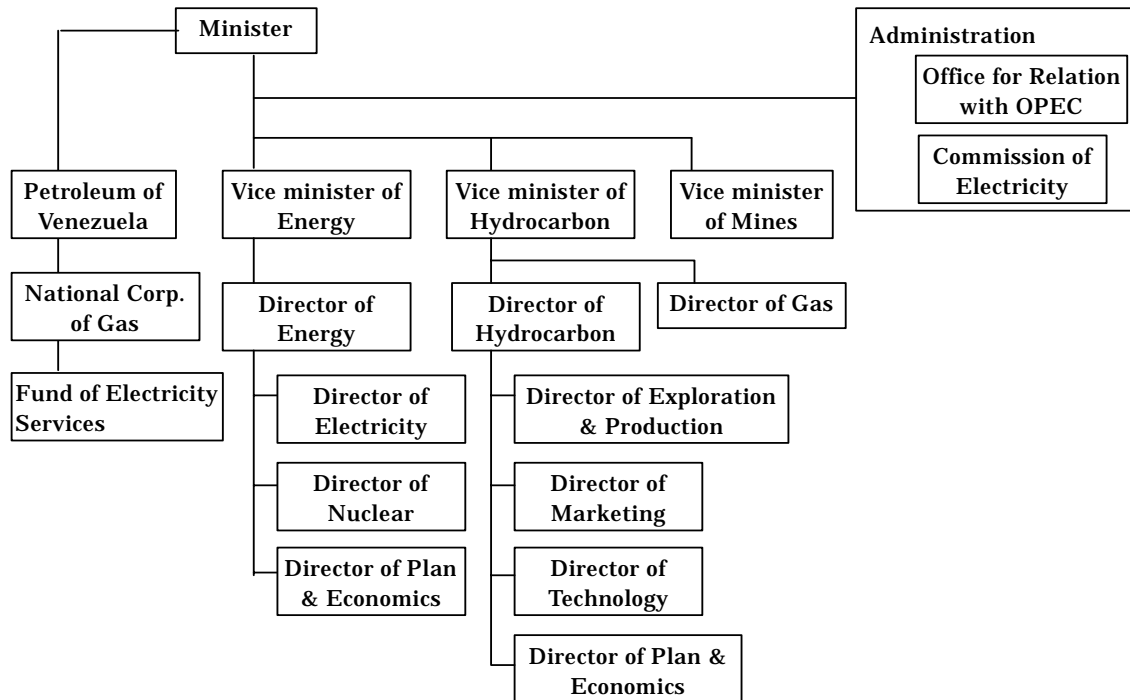 Minister
Administration
Office for Relation
with OPEC
Commission of
Electricity
Petroleum of
Venezuela
Vice minister of
Energy
Vice minister of
Hydrocarbon
Vice minister
of Mines
National Corp.
of Gas
Director of
Energy
Director of
Hydrocarbon
Director of Gas
Fund of Electricity
Services
Director of
Electricity
Director of Exploration
& Production
Director of
Nuclear
Director of
Marketing
Director of Plan
& Economics
Director of
Technology
Director of Plan &
Economics